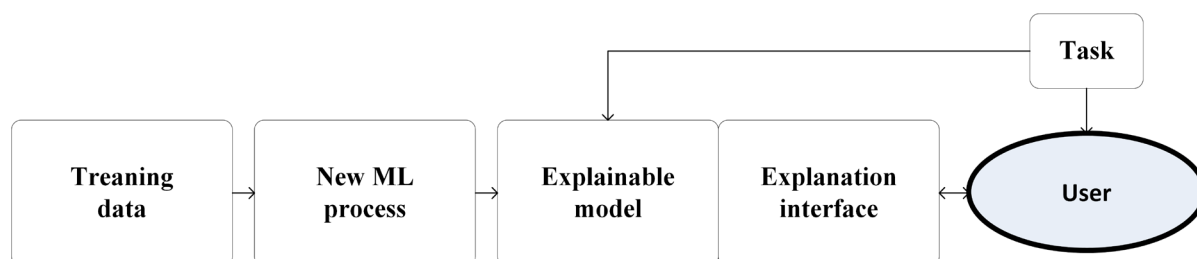 Task
Treaning
data
New ML
process
Explainable
model
Explanation
interface
User